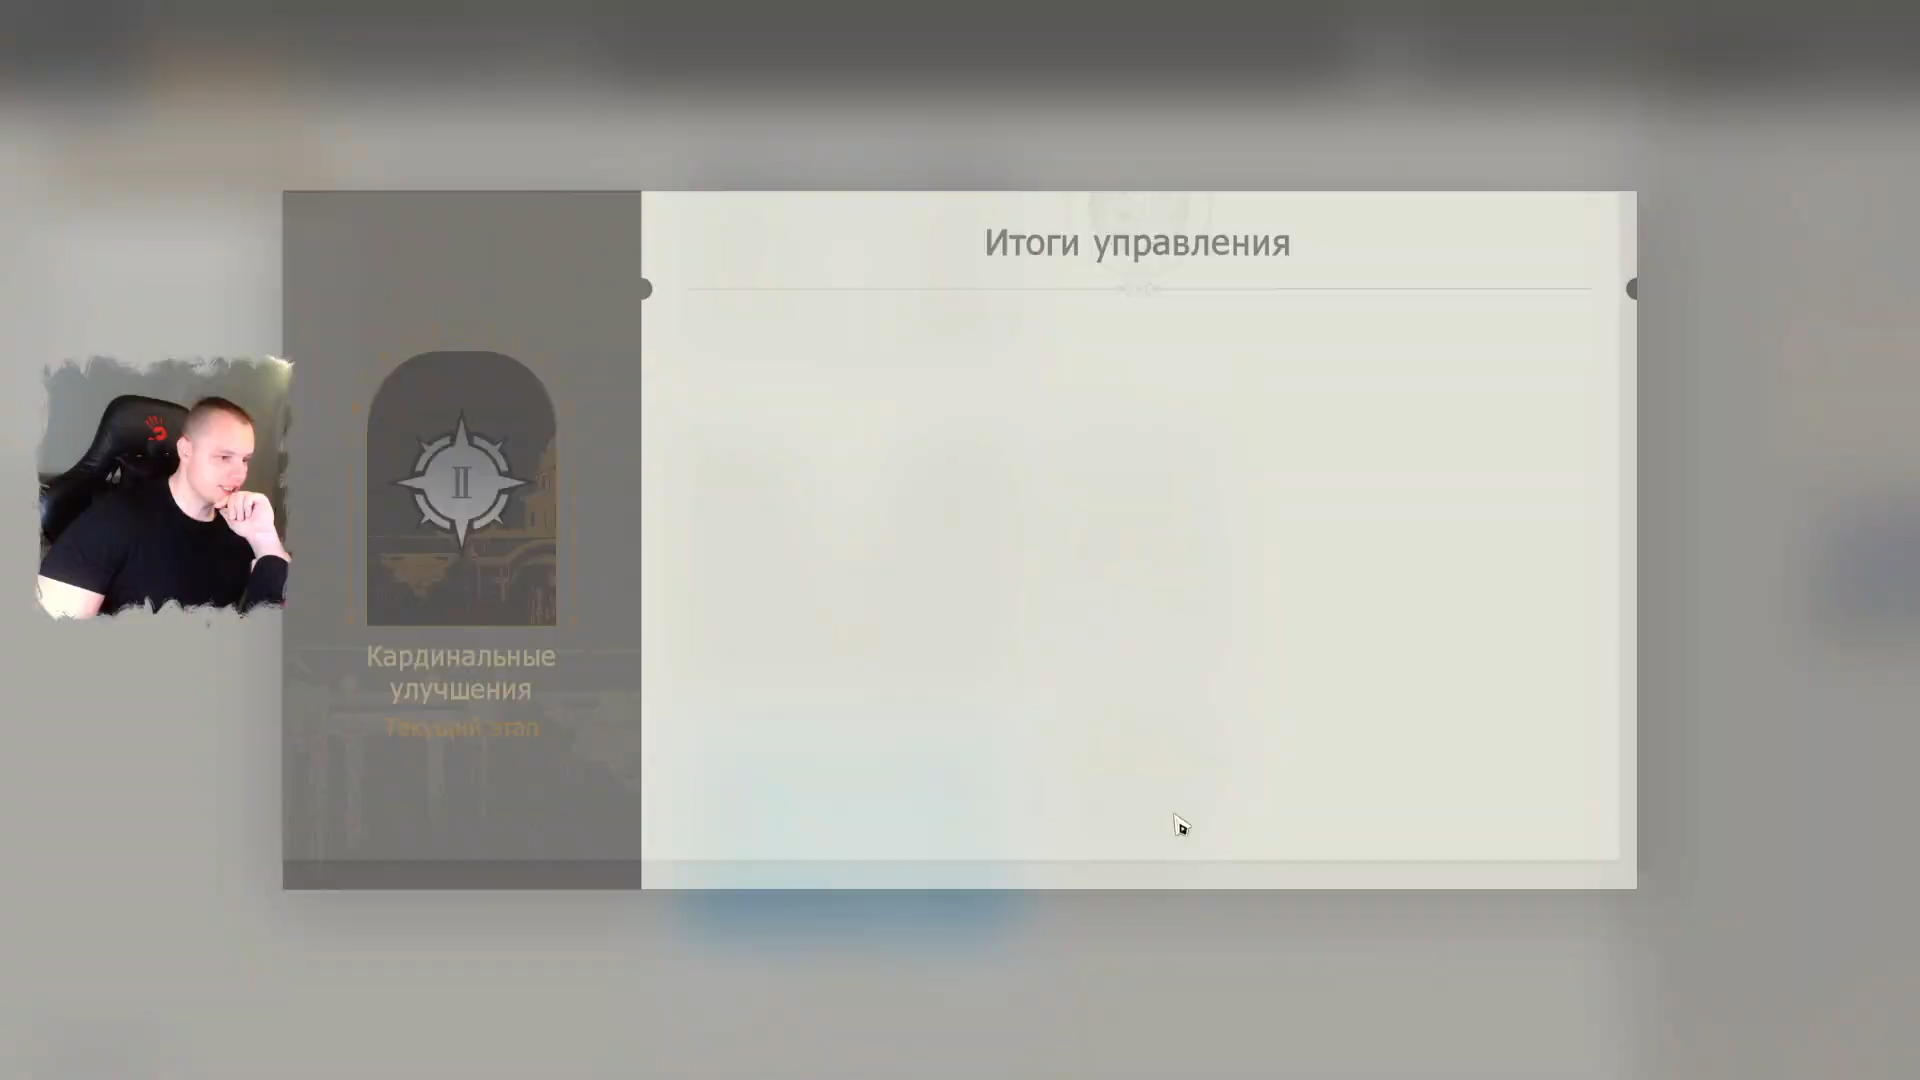 Итоги управления
II
Кардинальные
улучшения
Текущий этап